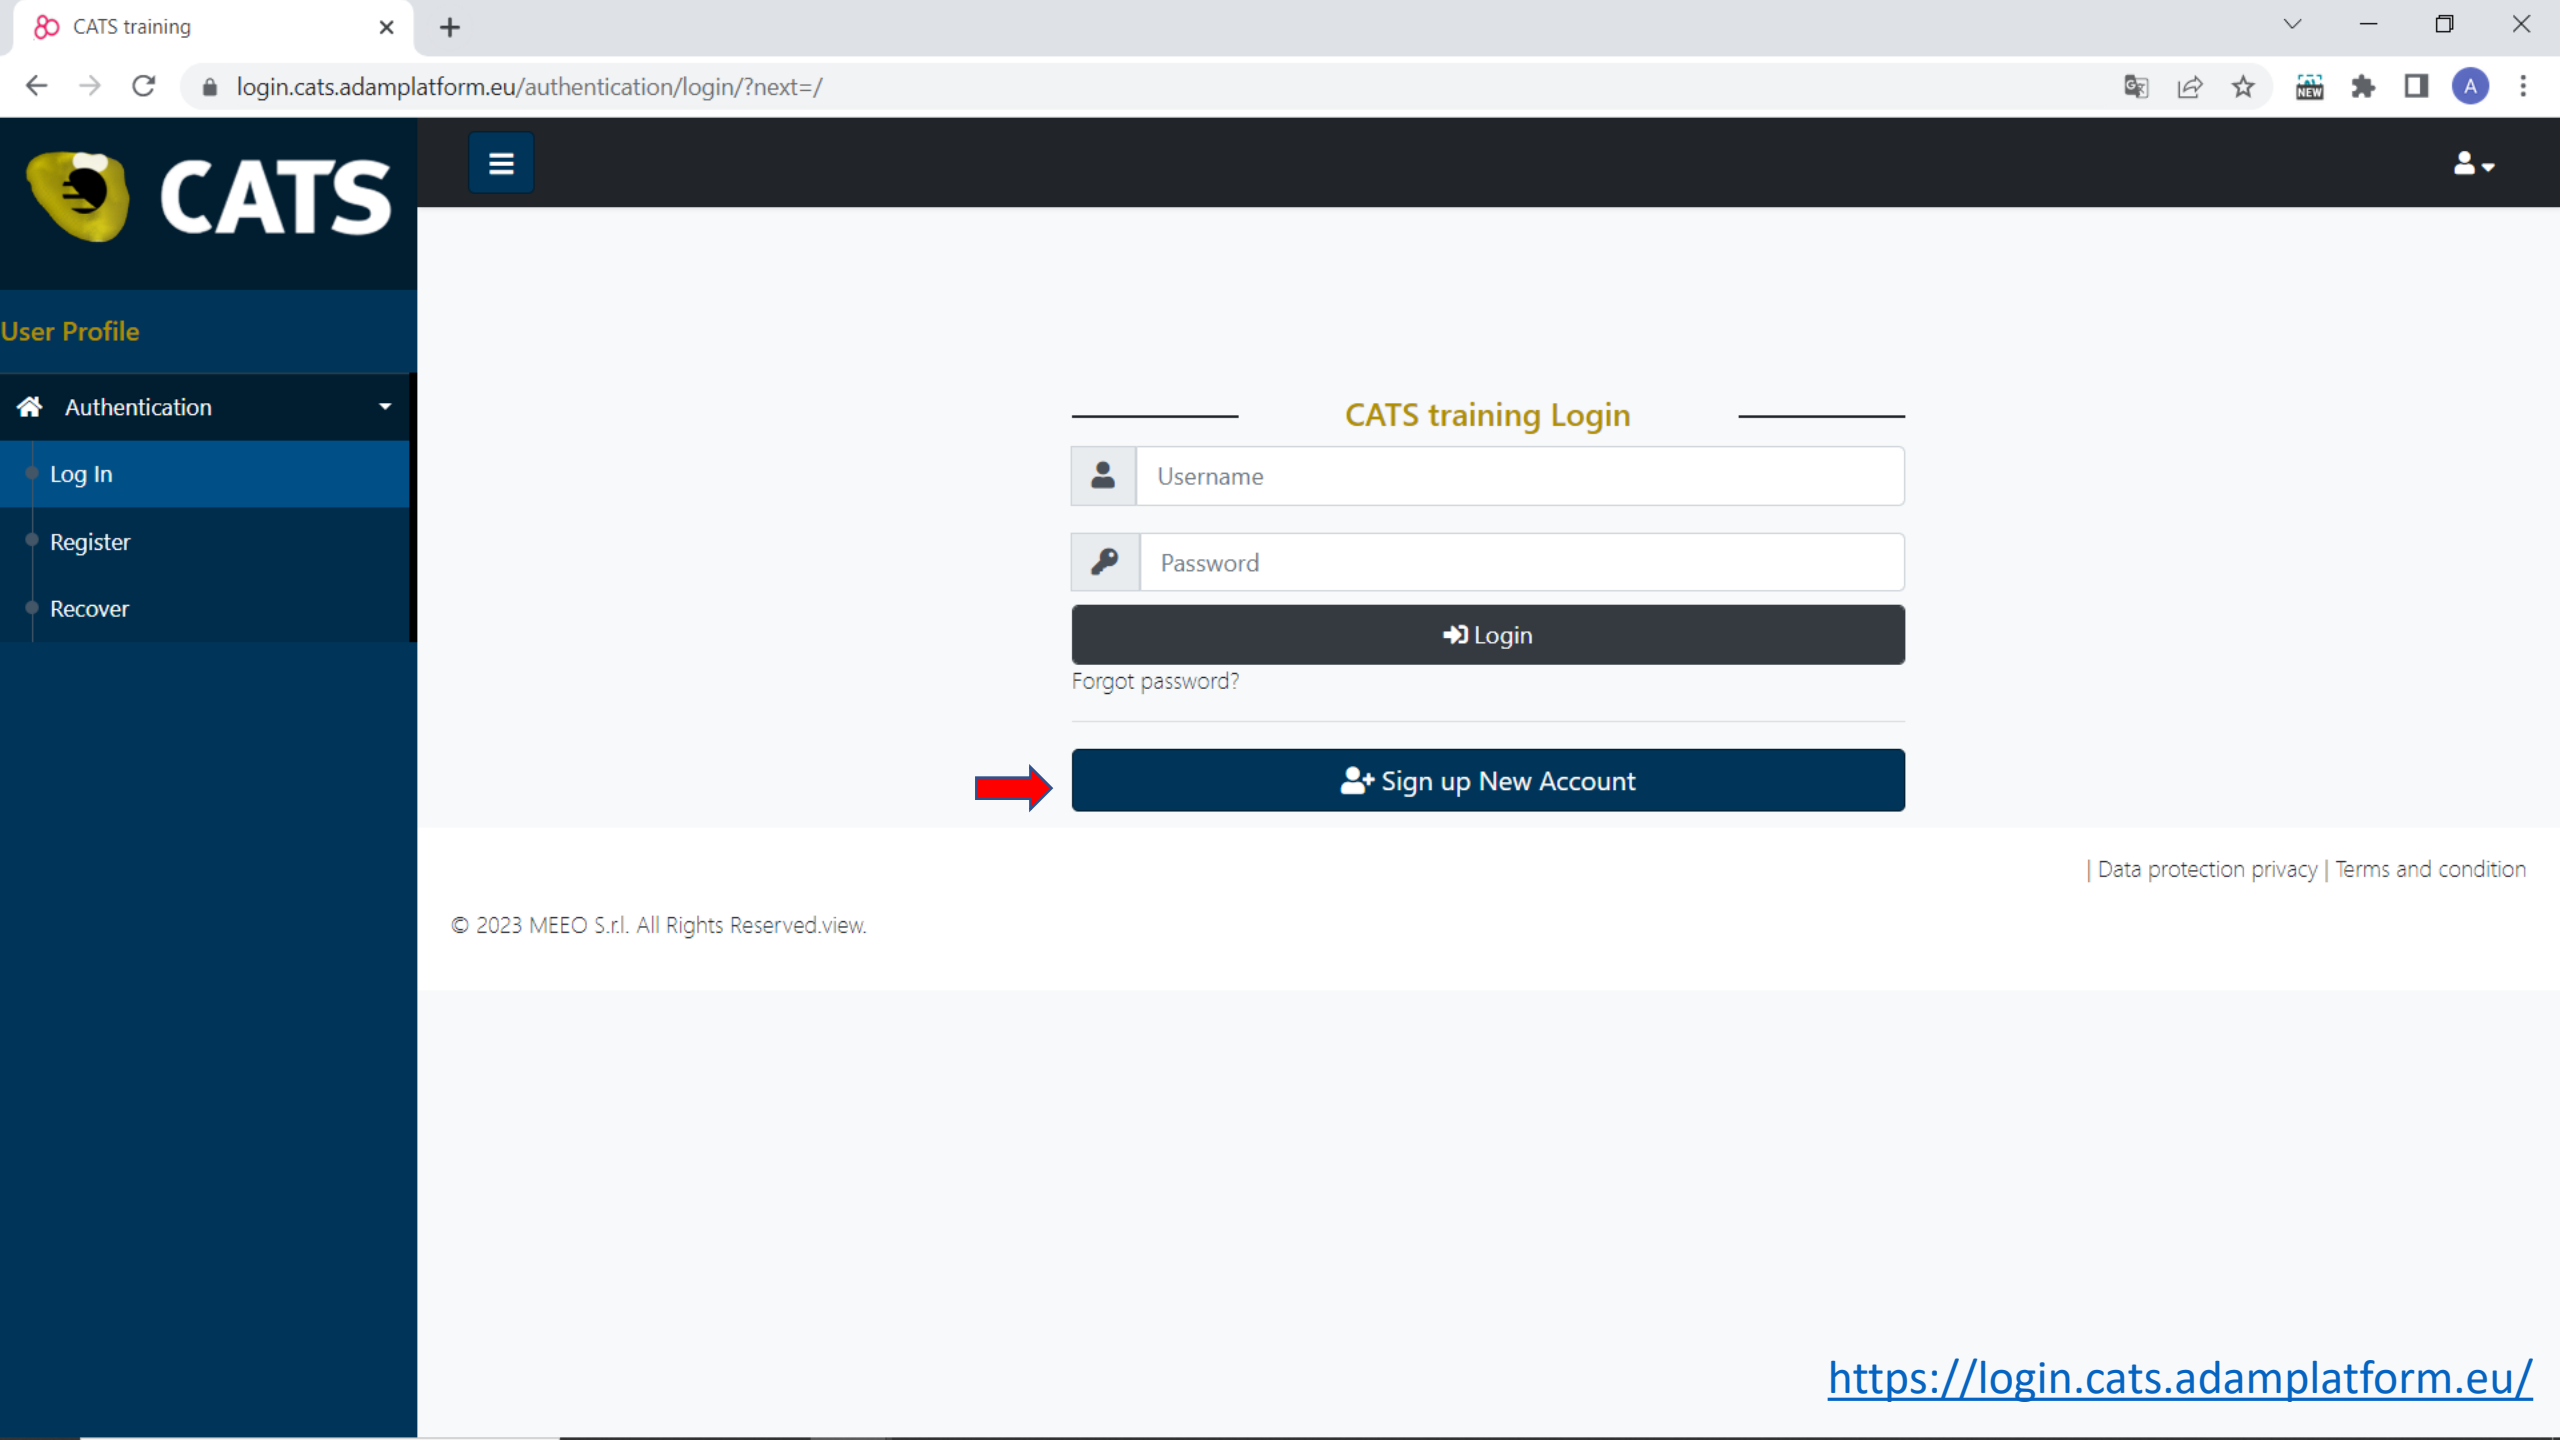 CATS training
login.cats.adamplatform.eu/authentication/login/?next=/
NEW
A
CATS
User Profile
Authentication
Log In
Register
Recover
CATS training Login
Username
Password
Login
Forgot password?
Sign up New Account
| Data protection privacy | Terms and condition
© 2023 MEEO S.r.l. All Rights Reserved.view.
https://login.cats.adamplatform.eu/